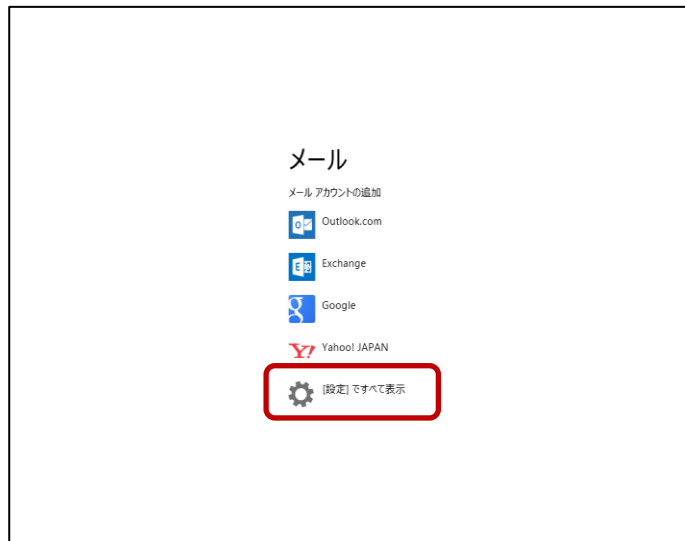 メール
メール アカウントの追加
Outlook.com
Exchange
Google
Yahoo! JAPAN
[設定] ですべて表示